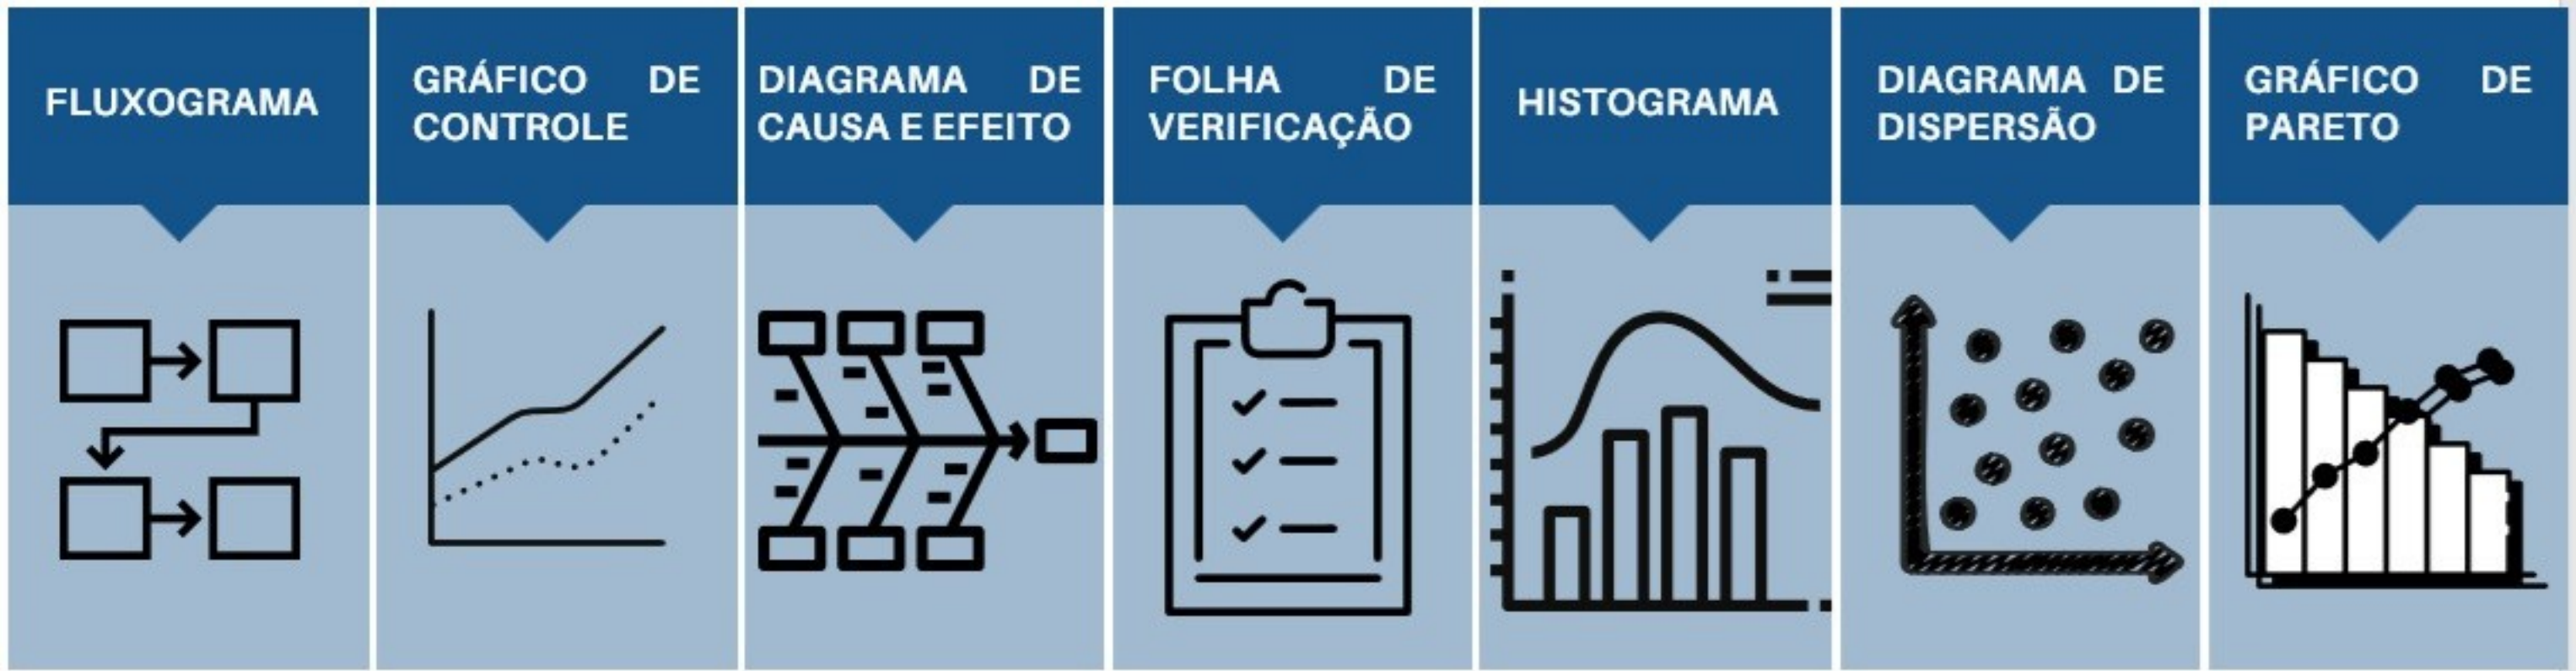 FLUXOGRAMA
GRÁFICO DE
CONTROLE
DIAGRAMA DE
CAUSA E EFEITO
FOLHA DE
VERIFICAÇÃO
HISTOGRAMA
DIAGRAMA DE
DISPERSÃO
GRÁFICO DE
PARETO